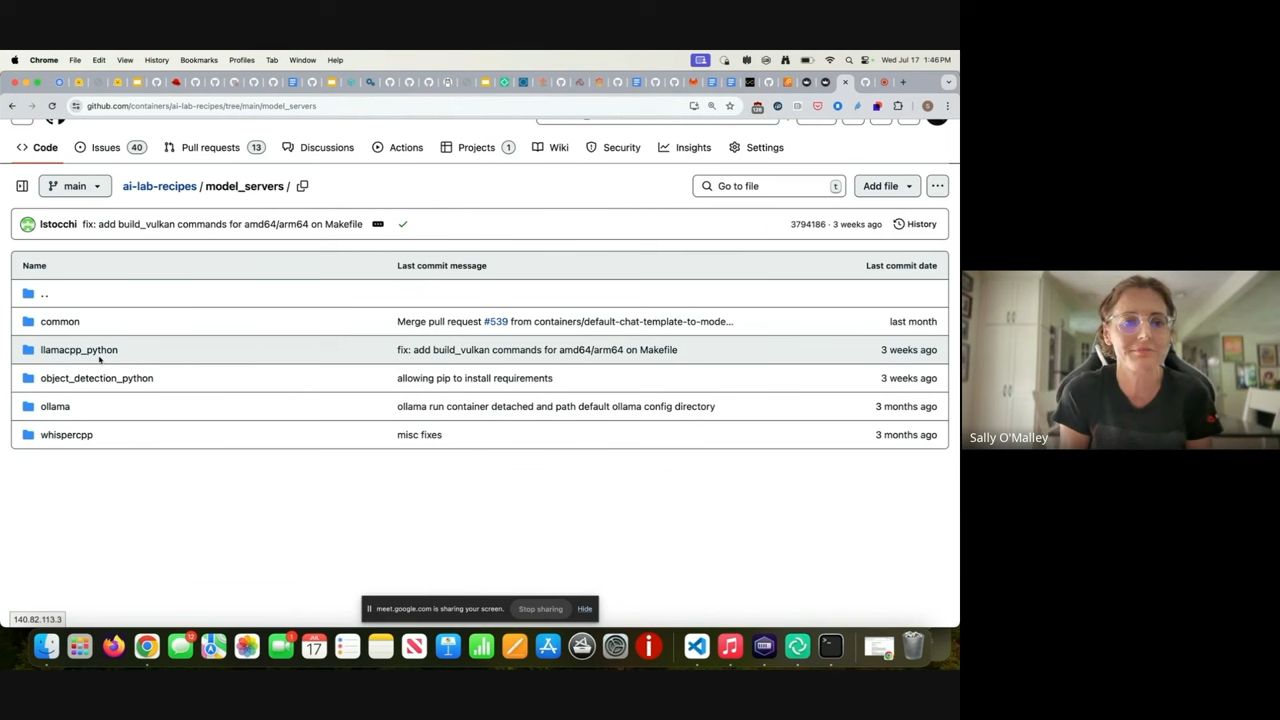 Chrome File Edit View History Bookmarks Profiles Tab Window Help Wed Jul 17 1:46 PM
github.com/containers/ai-lab-recipes/tree/main/model_servers
Code Issues 40 Pull requests 13 Discussions Actions Projects 1 Wiki Security Insights Settings
main ai-lab-recipes / model_servers / Go to file t Add file
lstocchi fix: add build_vulkan commands for amd64/arm64 on Makefile 3794186 · 3 weeks ago History
Name Last commit message Last commit date
..
common Merge pull request #539 from containers/default-chat-template-to-mode... last month
llamacpp_python fix: add build_vulkan commands for amd64/arm64 on Makefile 3 weeks ago
object_detection_python allowing pip to install requirements 3 weeks ago
ollama ollama run container detached and path default ollama config directory 3 months ago
whispercpp misc fixes 3 months ago
Sally O'Malley
meet.google.com is sharing your screen. Stop sharing Hide
140.82.113.3
JUL
17